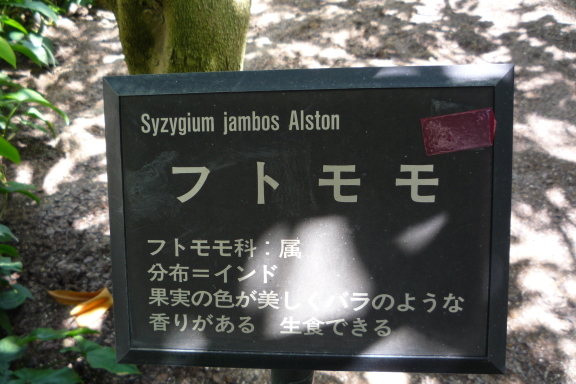 Syzygium jambos Alston
フトモモ
フトモモ科：属
分布＝インド
果実の色が美しくバラのような
香りがある　生食できる